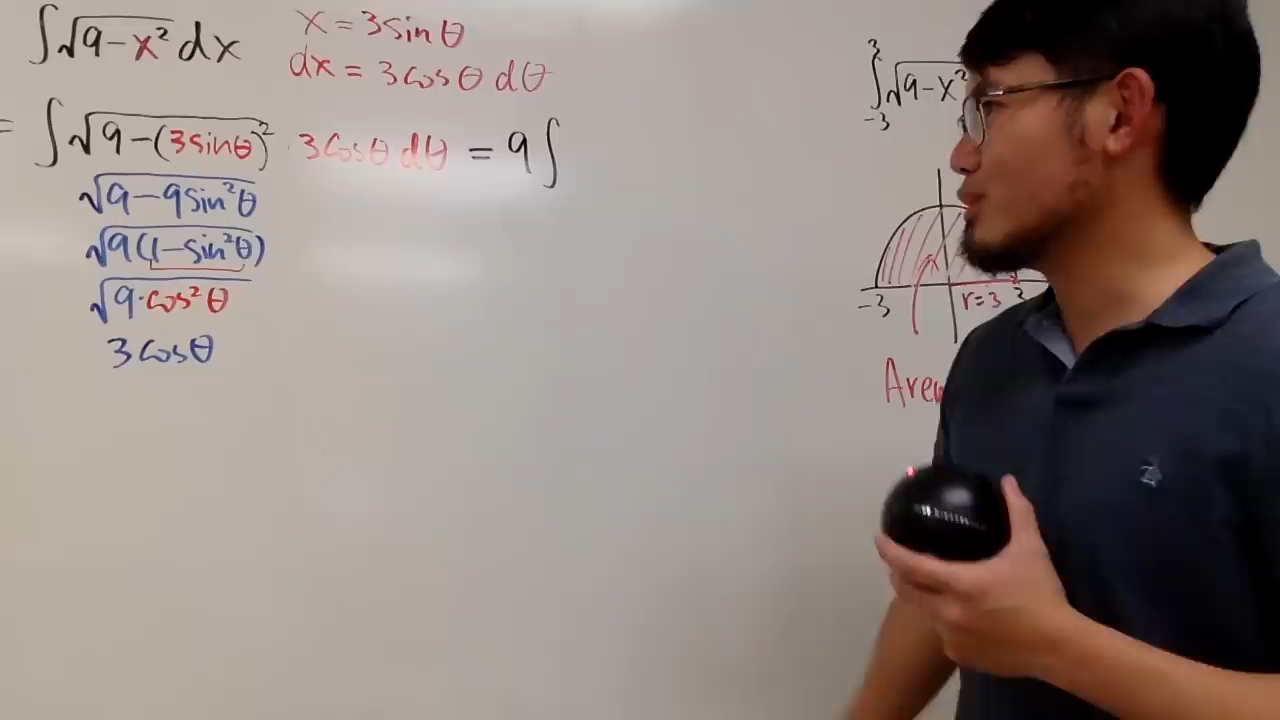 ∫√9-x² dx
x = 3sinθ
dx = 3cosθ dθ
= ∫√9-(3sinθ)² · 3cosθ dθ = 9∫
√9-9sin²θ
√9(1-sin²θ)
√9·cos²θ
3cosθ
3
∫√9-x²
-3
-3 r=3 3